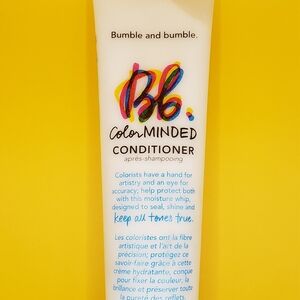 Bumble and bumble.
Bb.
Color MINDED
CONDITIONER
après-shampooing
Colorists have a hand for
artistry and an eye for
accuracy; help protect both
with this moisture whip,
designed to seal, shine and
keep all tones true.
Les coloristes ont la fibre
artistique et l'art de la
précision; protégez ce
savoir-faire grâce à cette
crème hydratante, conçue
pour fixer la couleur, la
brillance et préserver toute
la pureté des reflets.